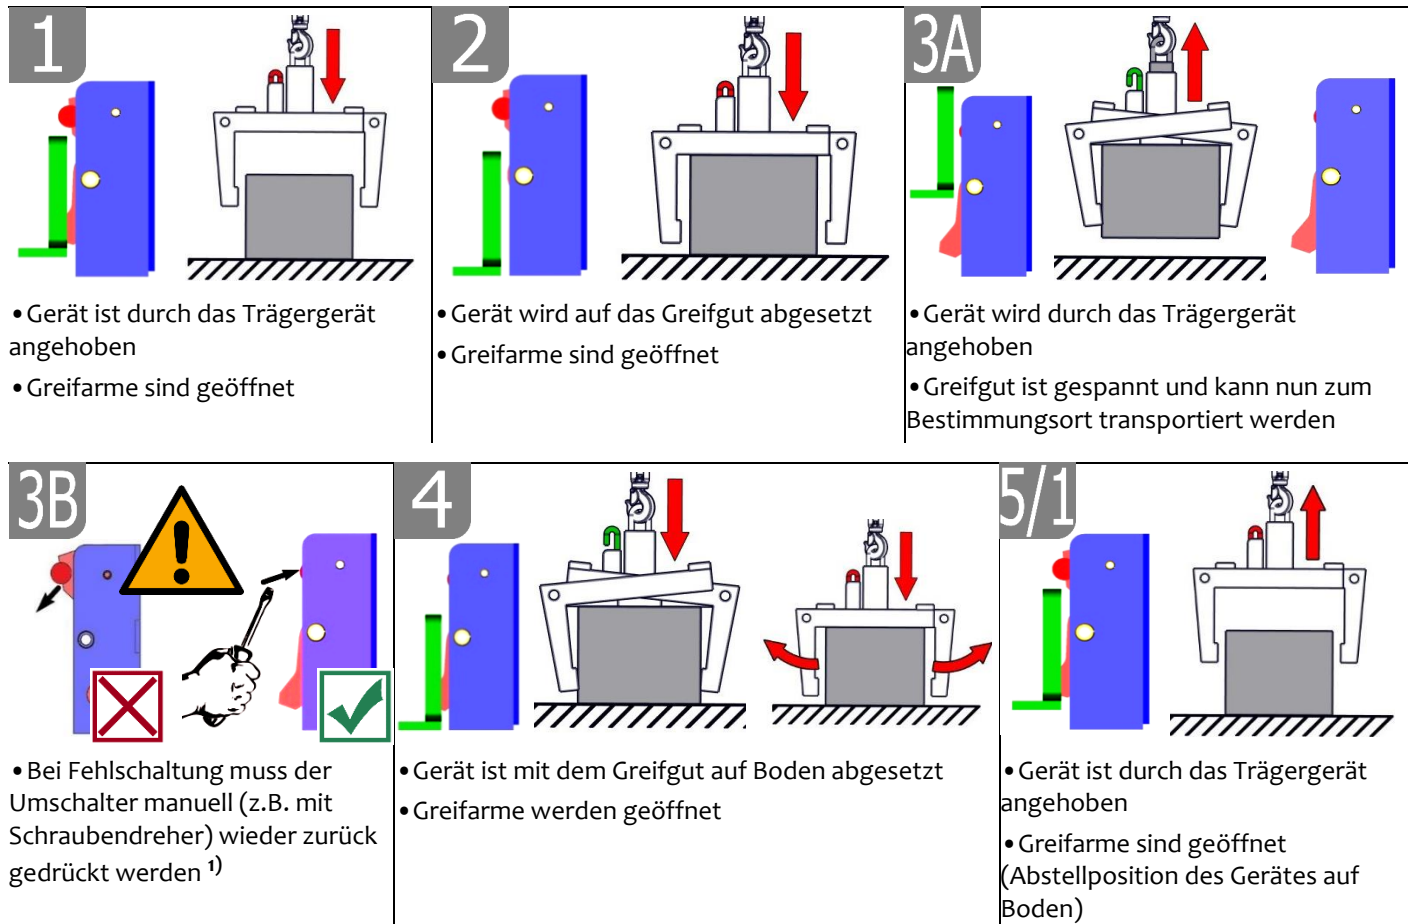 1
2
3A
• Gerät ist durch das Trägergerät
angehoben
• Greifarme sind geöffnet
• Gerät wird auf das Greifgut abgesetzt
• Greifarme sind geöffnet
• Gerät wird durch das Trägergerät
angehoben
• Greifgut ist gespannt und kann nun zum
Bestimmungsort transportiert werden
3B
4
5/1
• Bei Fehlschaltung muss der
Umschalter manuell (z.B. mit
Schraubendreher) wieder zurück
gedrückt werden ¹⁾
• Gerät ist mit dem Greifgut auf Boden abgesetzt
• Greifarme werden geöffnet
• Gerät ist durch das Trägergerät
angehoben
• Greifarme sind geöffnet
(Abstellposition des Gerätes auf
Boden)